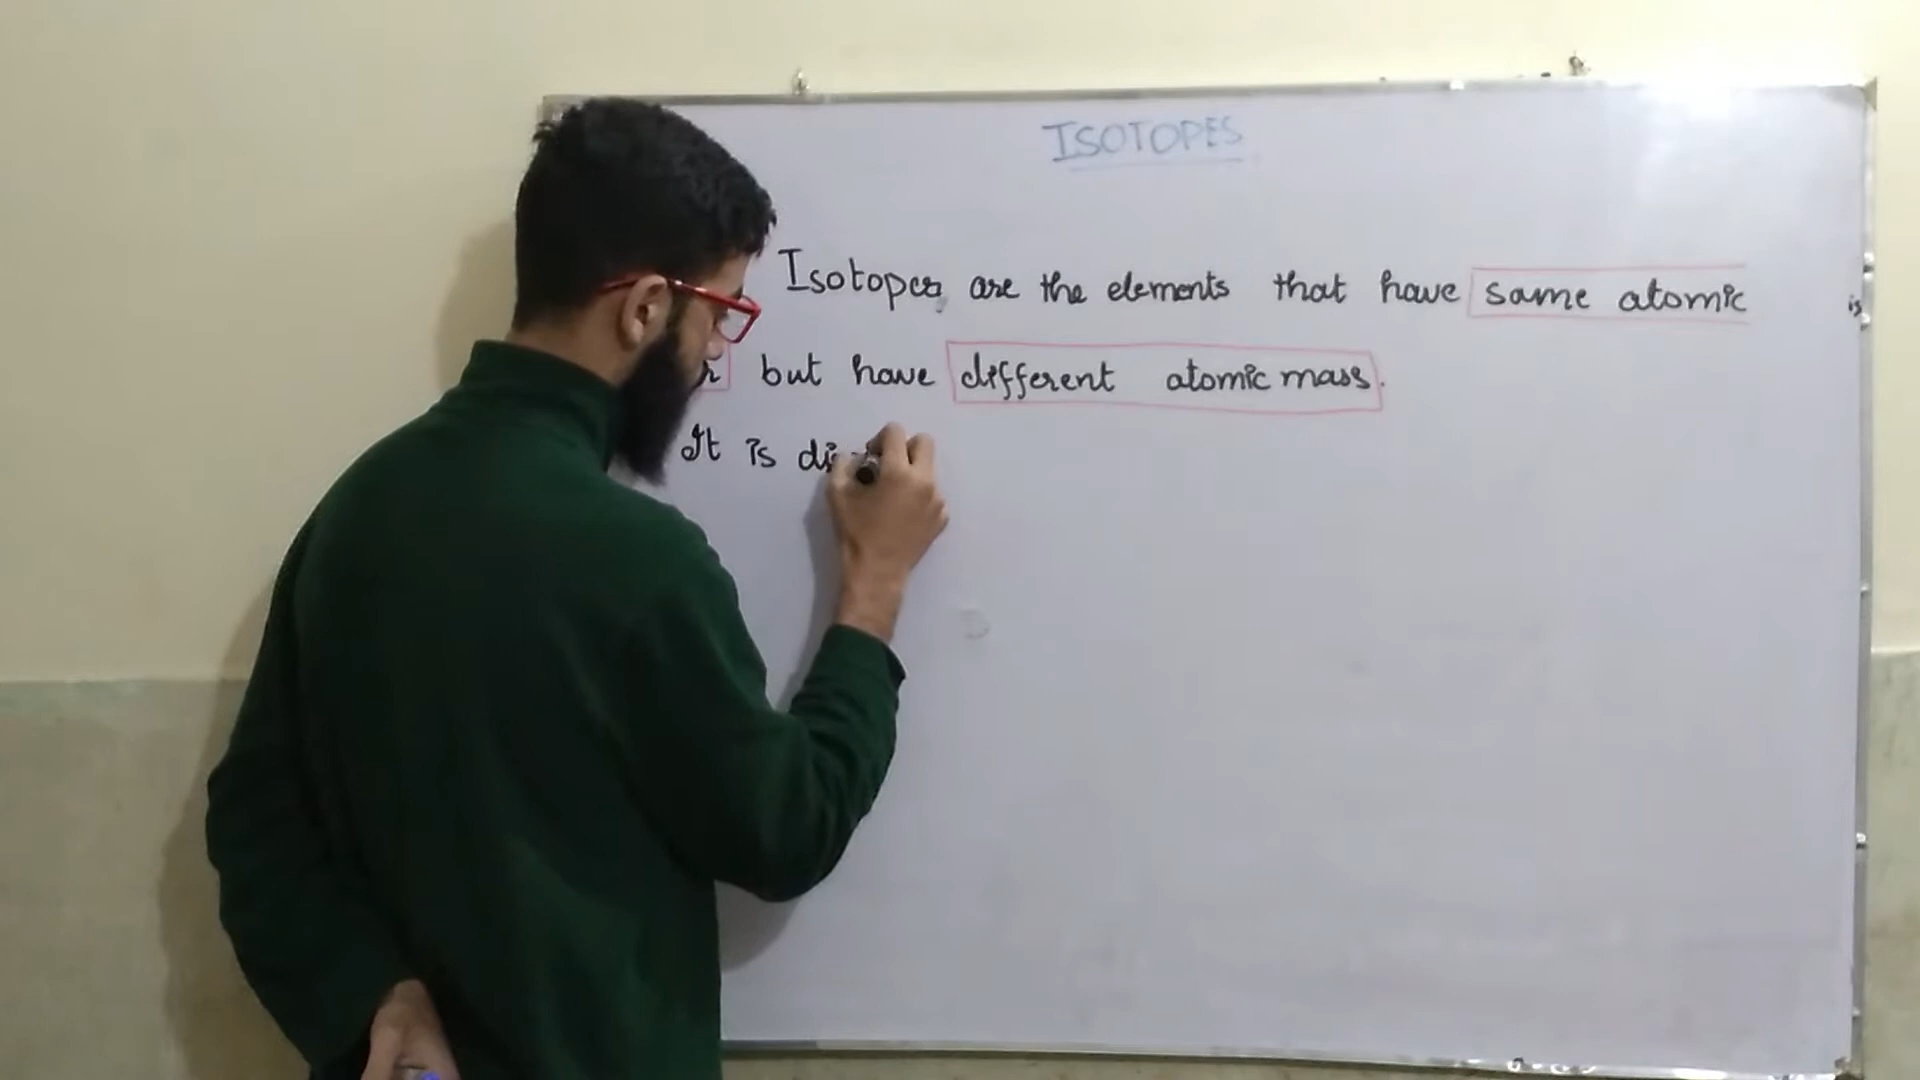 ISOTOPES
Isotopes are the elements that have same atomic
but have different atomic mass.
It is